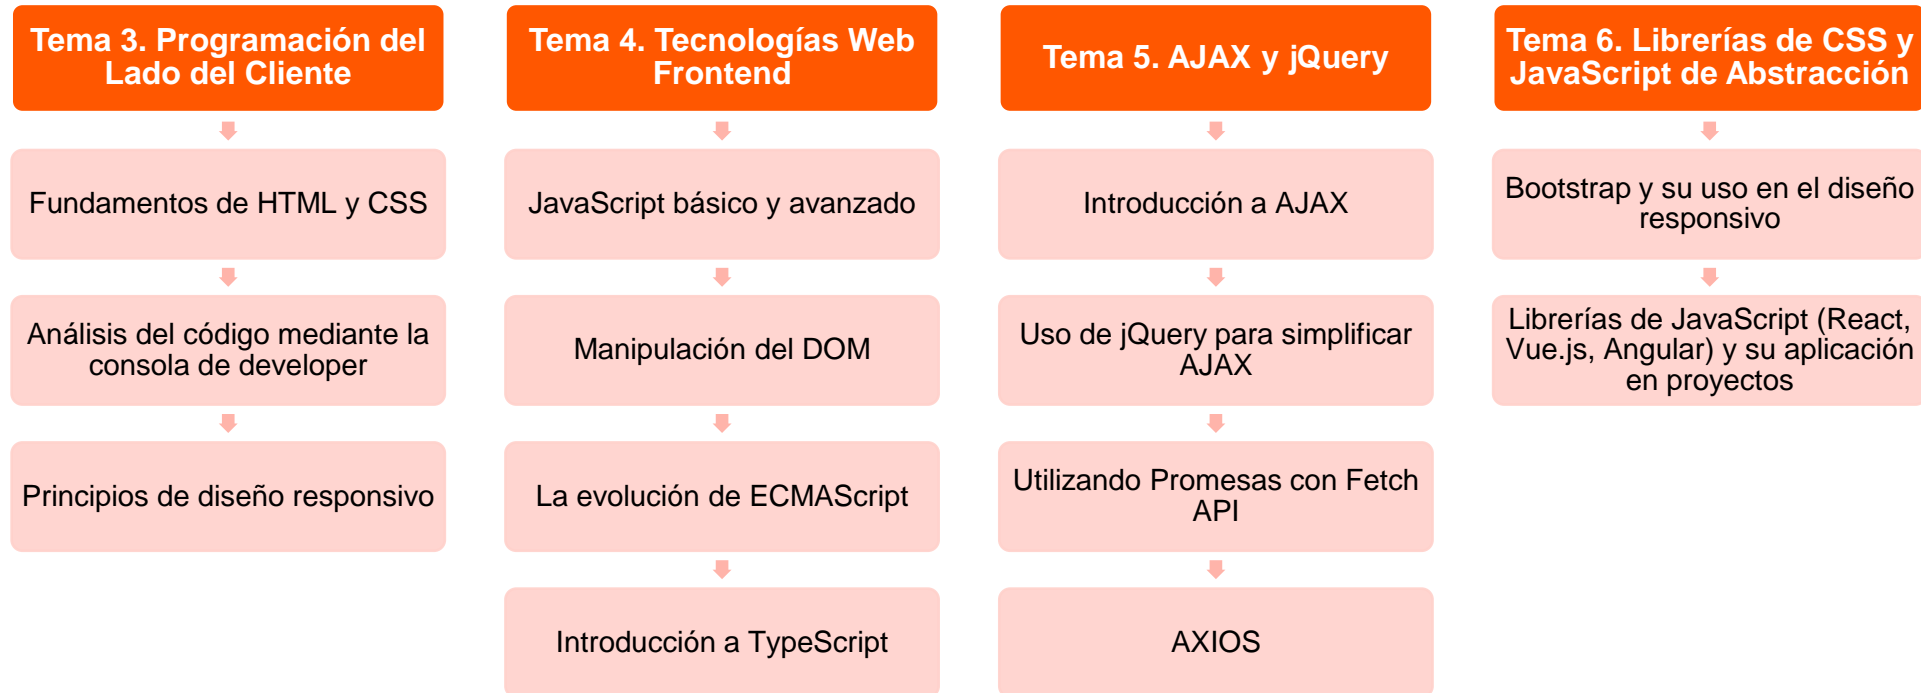 Tema 3. Programación del
Lado del Cliente
Fundamentos de HTML y CSS
Análisis del código mediante la
consola de developer
Principios de diseño responsivo
Tema 4. Tecnologías Web
Frontend
JavaScript básico y avanzado
Manipulación del DOM
La evolución de ECMAScript
Introducción a TypeScript
Tema 5. AJAX y jQuery
Introducción a AJAX
Uso de jQuery para simplificar
AJAX
Utilizando Promesas con Fetch
API
AXIOS
Tema 6. Librerías de CSS y
JavaScript de Abstracción
Bootstrap y su uso en el diseño
responsivo
Librerías de JavaScript (React,
Vue.js, Angular) y su aplicación
en proyectos